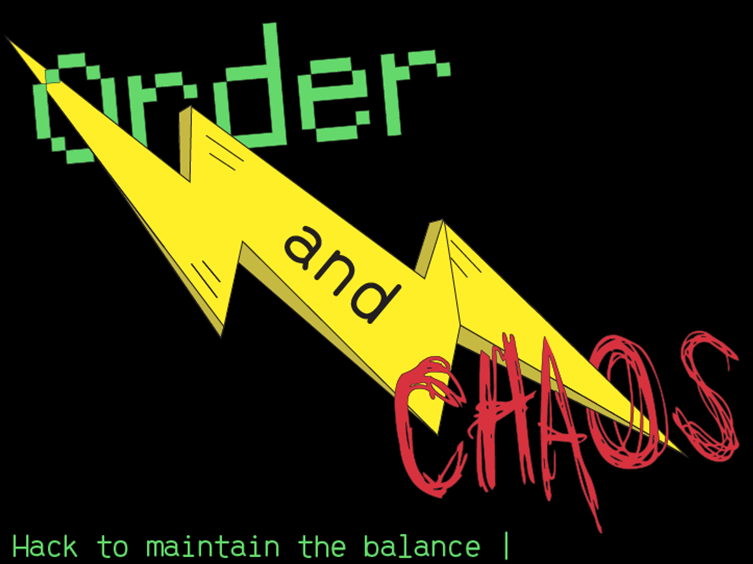 Order
and
CHAOS
Hack to maintain the balance |